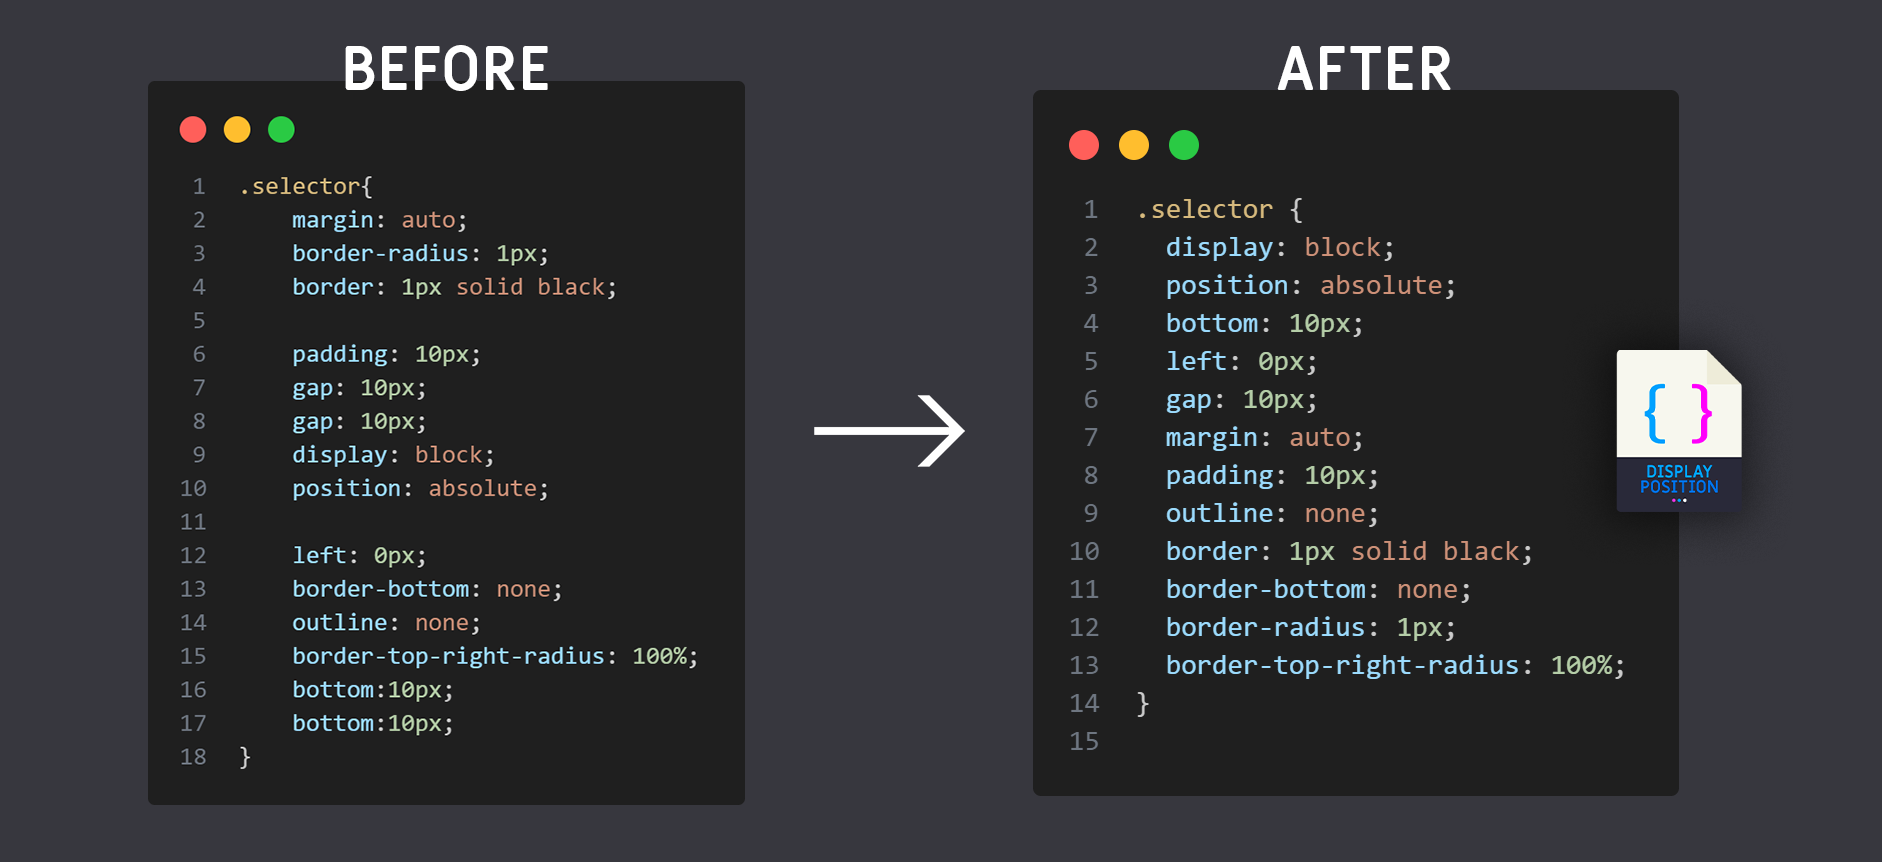 BEFORE
1 .selector{
2     margin: auto;
3     border-radius: 1px;
4     border: 1px solid black;
5
6     padding: 10px;
7     gap: 10px;
8     gap: 10px;
9     display: block;
10     position: absolute;
11
12     left: 0px;
13     border-bottom: none;
14     outline: none;
15     border-top-right-radius: 100%;
16     bottom:10px;
17     bottom:10px;
18 }
AFTER
1 .selector {
2   display: block;
3   position: absolute;
4   bottom: 10px;
5   left: 0px;
6   gap: 10px;
7   margin: auto;
8   padding: 10px;
9   outline: none;
10   border: 1px solid black;
11   border-bottom: none;
12   border-radius: 1px;
13   border-top-right-radius: 100%;
14 }
15
{ }
DISPLAY
POSITION